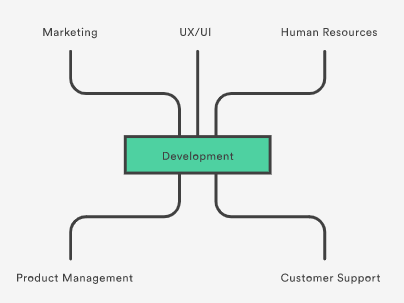 Marketing
UX/UI
Human Resources
Development
Product Management
Customer Support